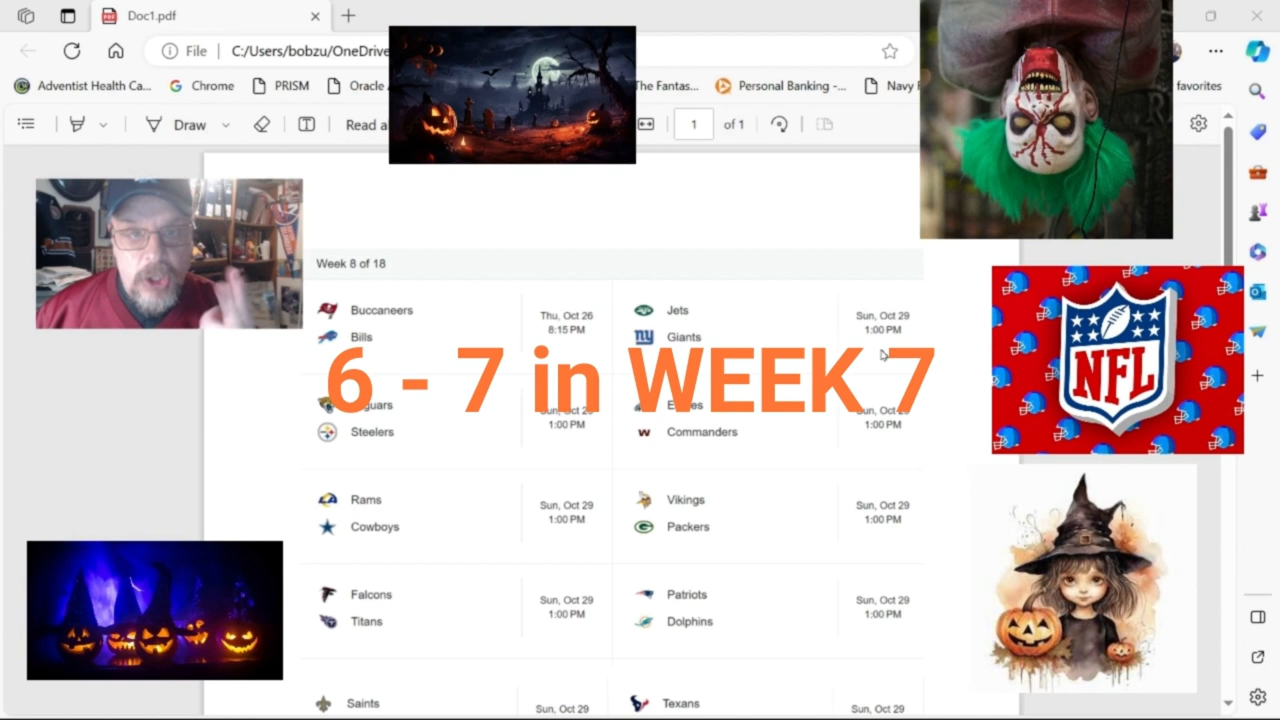 Doc1.pdf
File
C:/Users/bobzu/OneDrive
Adventist Health Ca...
Chrome
PRISM
Oracle
The Fantas...
Personal Banking -...
Navy
favorites
Draw
Read a
1
of 1
Week 8 of 18
Buccaneers
Bills
Thu, Oct 26
8:15 PM
Jets
Giants
Sun, Oct 29
1:00 PM
6 - 7 in WEEK 7
Steelers
1:00 PM
Commanders
1:00 PM
Rams
Cowboys
Sun, Oct 29
1:00 PM
Vikings
Packers
Sun, Oct 29
1:00 PM
Falcons
Titans
Sun, Oct 29
1:00 PM
Patriots
Dolphins
Sun, Oct 29
1:00 PM
Saints
Sun, Oct 29
Texans
Sun, Oct 29
NFL